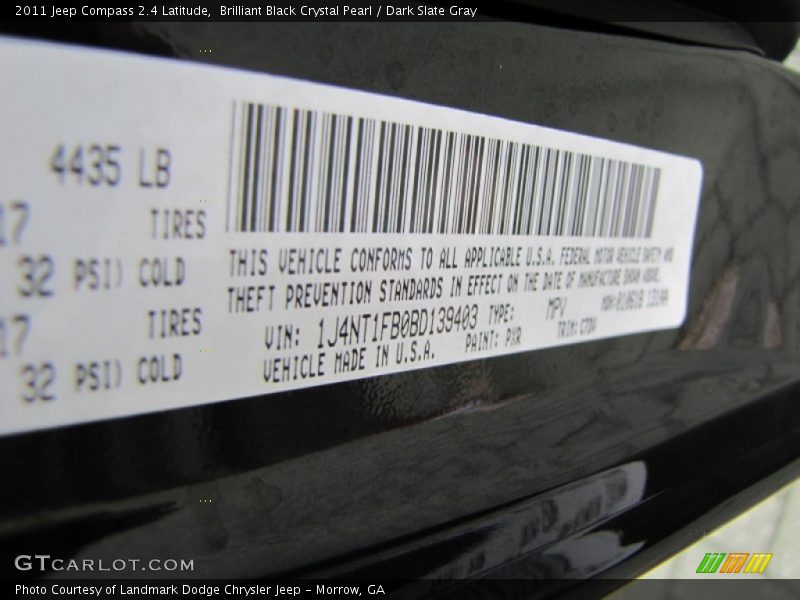 2011 Jeep Compass 2.4 Latitude,  Brilliant Black Crystal Pearl / Dark Slate Gray
4435 LB
17 TIRES
32 PSI) COLD
17 TIRES
32 PSI) COLD
THIS VEHICLE CONFORMS TO ALL APPLICABLE U.S.A. FEDERAL MOTOR VEHICLE SAFETY AND
THEFT PREVENTION STANDARDS IN EFFECT ON THE DATE OF MANUFACTURE SHOWN ABOVE.
VIN: 1J4NT1FB0BD139403 TYPE: MPV
VEHICLE MADE IN U.S.A. PAINT: PXR TRIM:
GTCARLOT.COM
Photo Courtesy of Landmark Dodge Chrysler Jeep – Morrow, GA